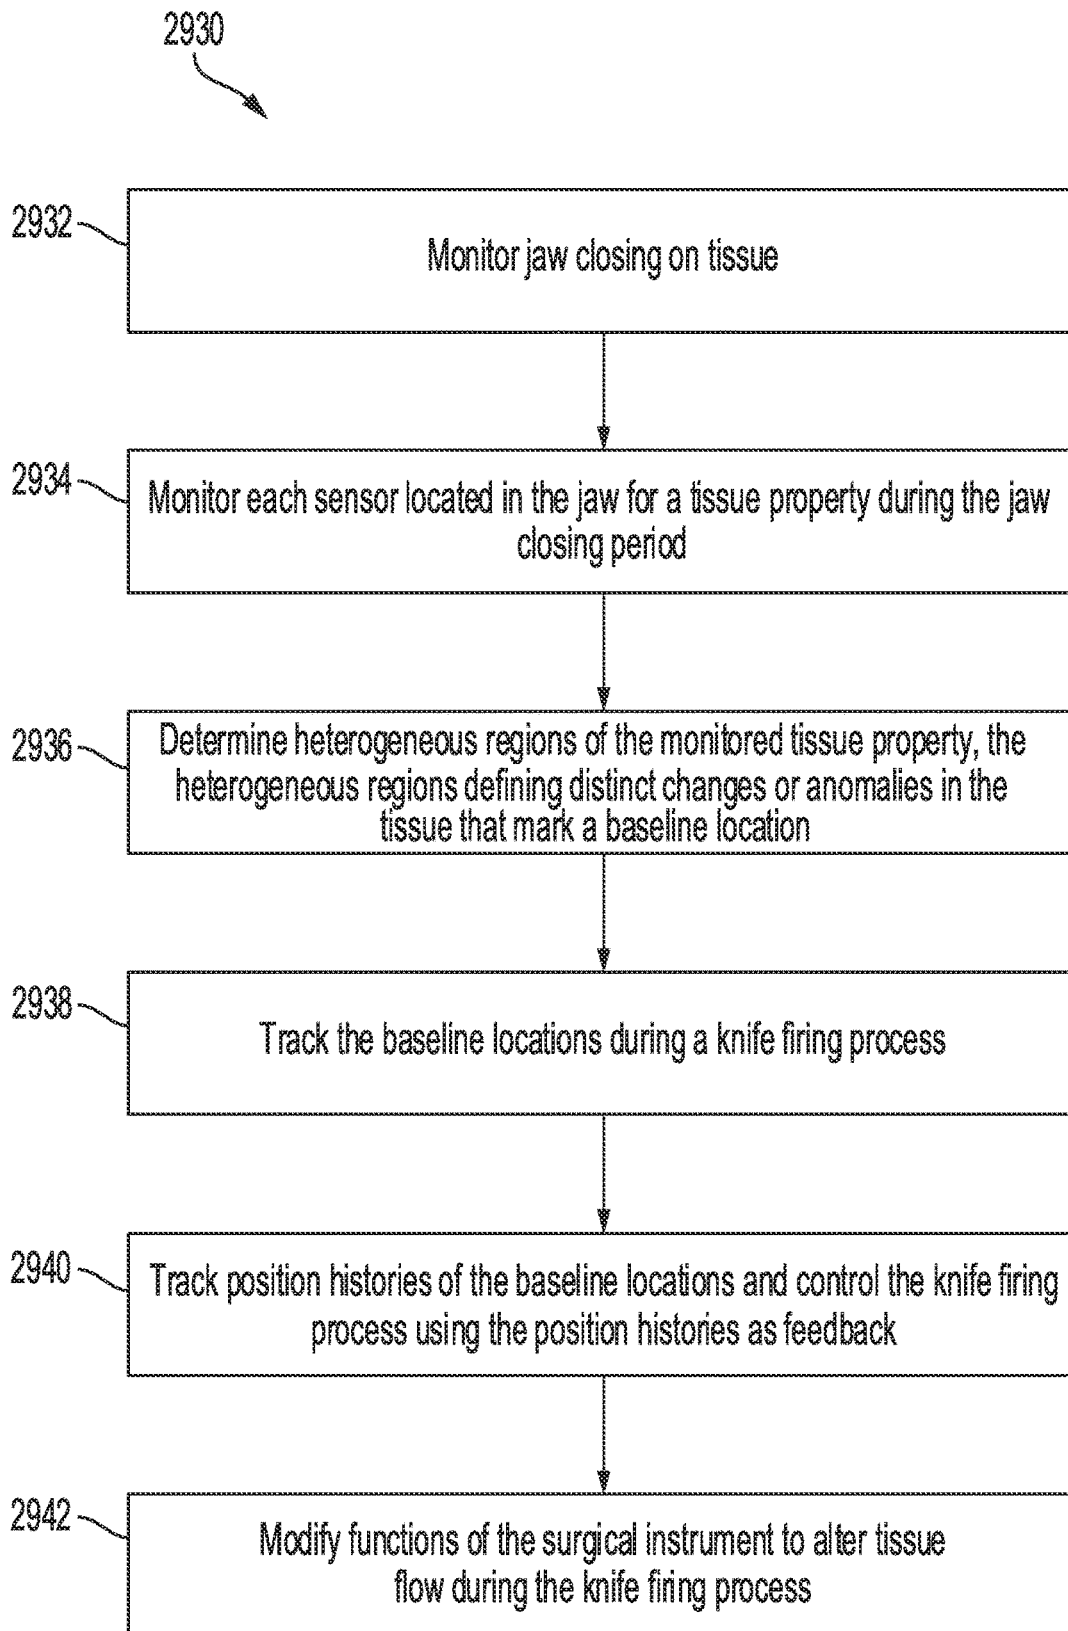 2930
2932
Monitor jaw closing on tissue
2934
Monitor each sensor located in the jaw for a tissue property during the jaw
closing period
2936
Determine heterogeneous regions of the monitored tissue property, the
heterogeneous regions defining distinct changes or anomalies in the
tissue that mark a baseline location
2938
Track the baseline locations during a knife firing process
2940
Track position histories of the baseline locations and control the knife firing
process using the position histories as feedback
2942
Modify functions of the surgical instrument to alter tissue
flow during the knife firing process